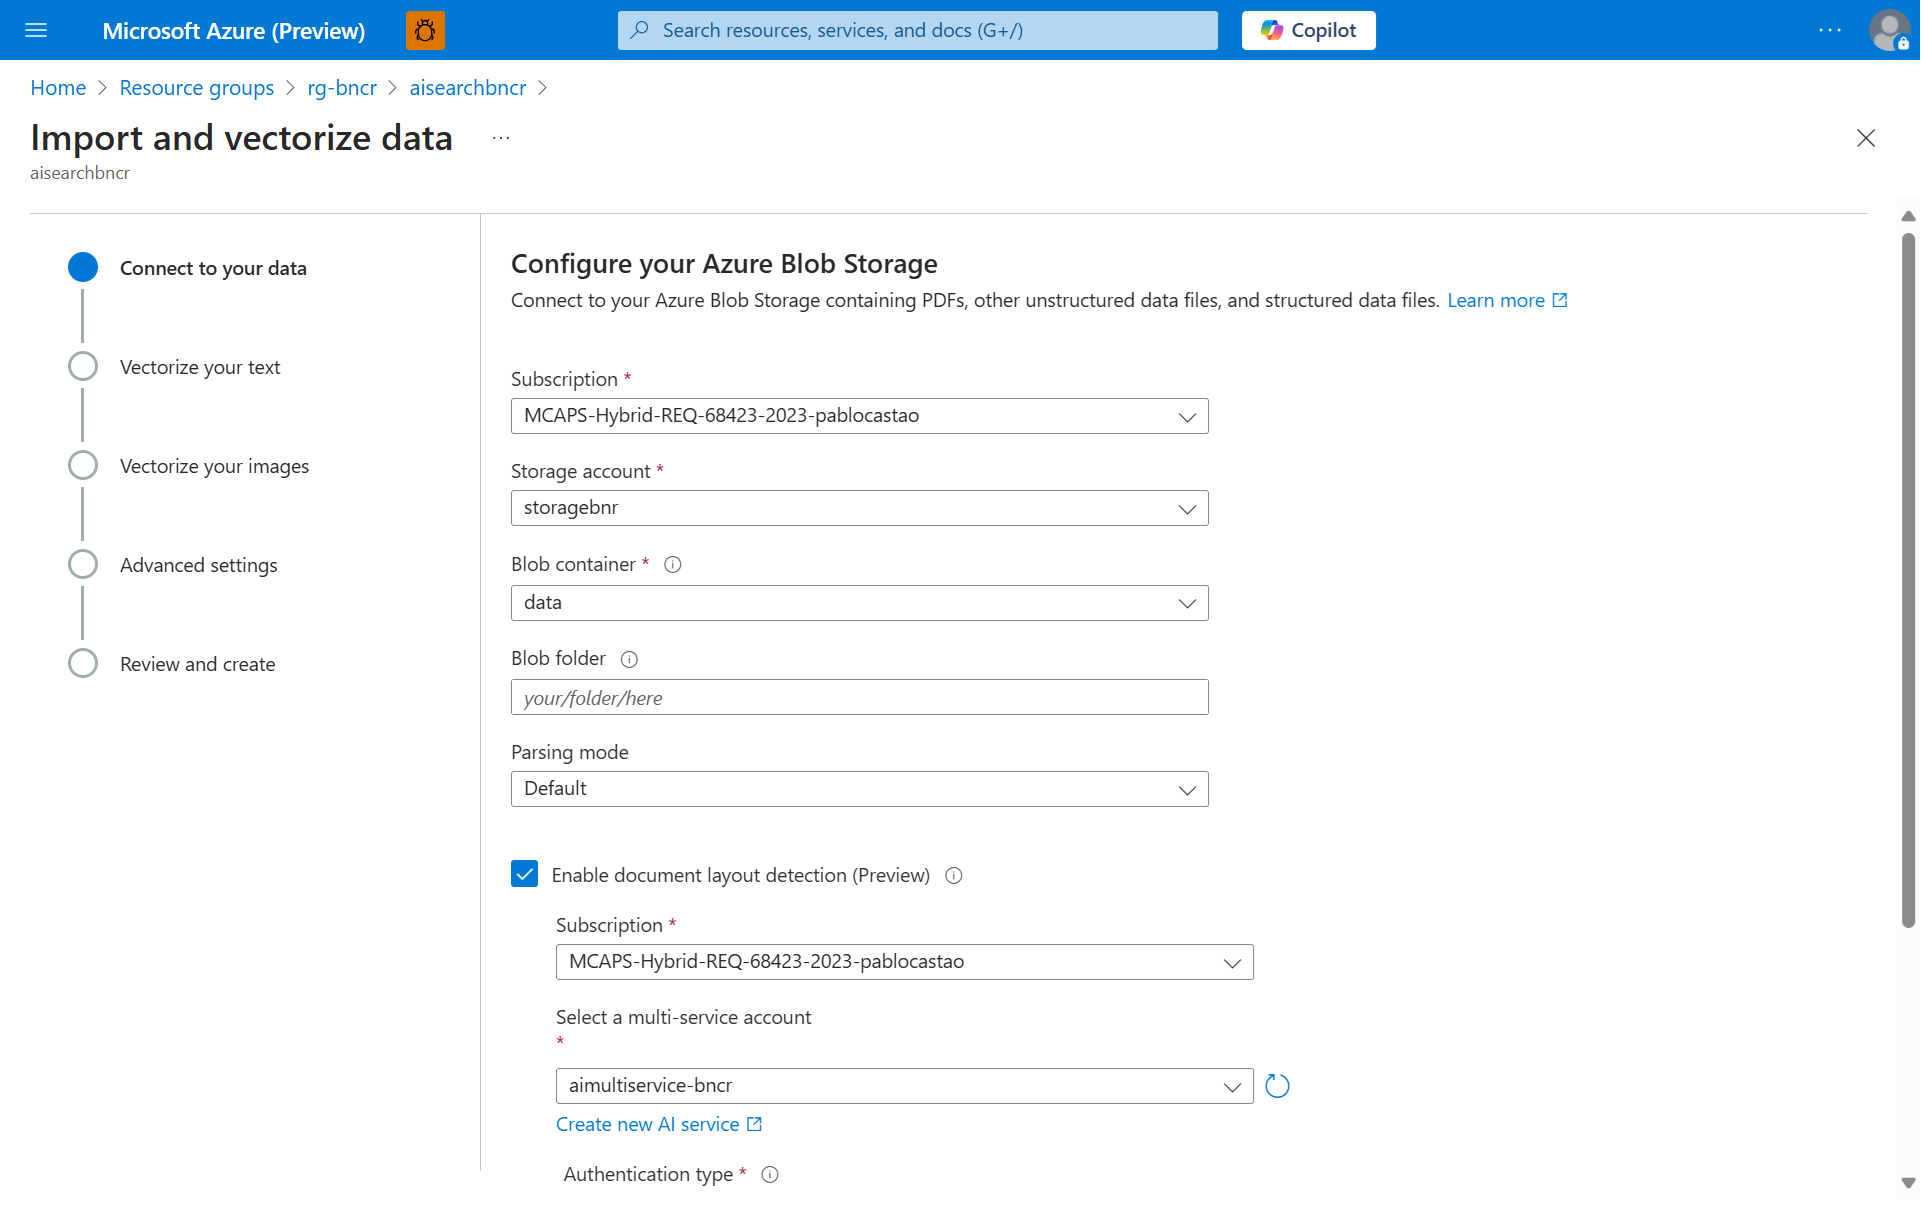 Microsoft Azure (Preview)
Search resources, services, and docs (G+/)
Copilot
Home > Resource groups > rg-bncr > aisearchbncr >
Import and vectorize data ...
aisearchbncr
Connect to your data
Vectorize your text
Vectorize your images
Advanced settings
Review and create
Configure your Azure Blob Storage
Connect to your Azure Blob Storage containing PDFs, other unstructured data files, and structured data files. Learn more
Subscription *
MCAPS-Hybrid-REQ-68423-2023-pablocastao
Storage account *
storagebnr
Blob container *
data
Blob folder
your/folder/here
Parsing mode
Default
Enable document layout detection (Preview)
Subscription *
MCAPS-Hybrid-REQ-68423-2023-pablocastao
Select a multi-service account
*
aimultiservice-bncr
Create new AI service
Authentication type *